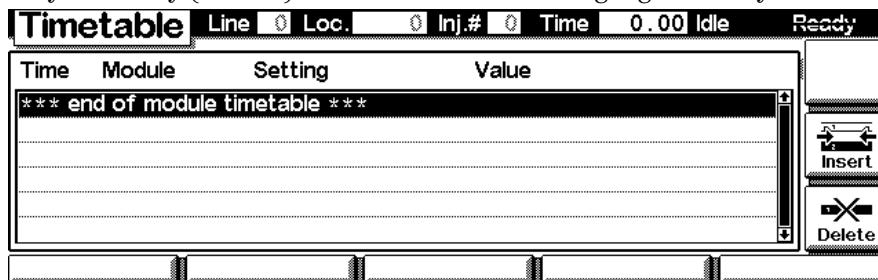 Timetable Line 0 Loc. 0 Inj.# 0 Time 0.00 Idle Ready
Time Module Setting Value
*** end of module timetable ***
Insert
Delete